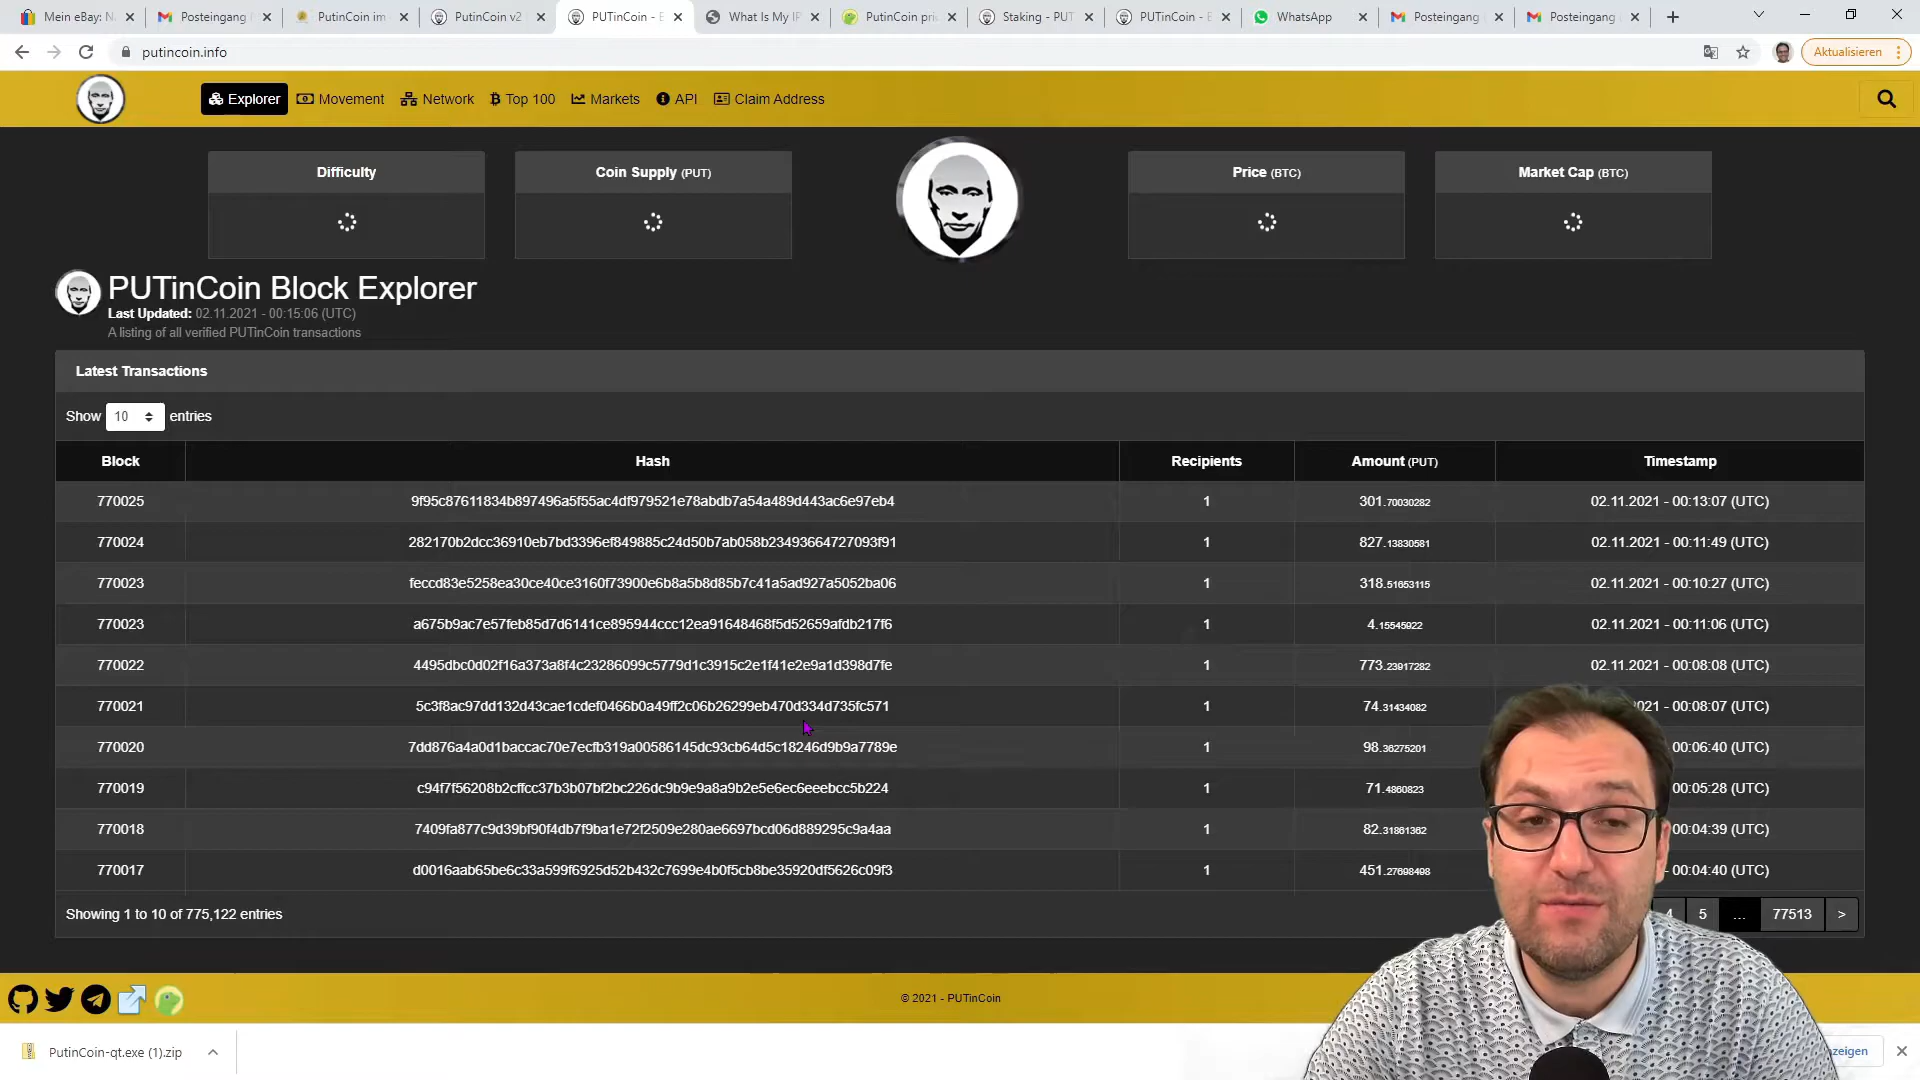 Mein eBay: N
Posteingang
PutinCoin im
PutinCoin v2
PUTinCoin - E
What Is My IP
PutinCoin pri
Staking - PUT
PUTinCoin - E
WhatsApp
Posteingang
Posteingang
putincoin.info
Aktualisieren
Explorer
Movement
Network
Top 100
Markets
API
Claim Address
Difficulty
Coin Supply (PUT)
Price (BTC)
Market Cap (BTC)
PUTinCoin Block Explorer
Last Updated: 02.11.2021 - 00:15:06 (UTC)
A listing of all verified PUTinCoin transactions
Latest Transactions
Show 10 entries
Block Hash Recipients Amount (PUT) Timestamp
770025 9f95c87611834b897496a5f55ac4df979521e78abdb7a54a489d443ac6e97eb4 1 301.70030282 02.11.2021 - 00:13:07 (UTC)
770024 282170b2dcc36910eb7bd3396ef849885c24d50b7ab058b23493664727093f91 1 827.13830581 02.11.2021 - 00:11:49 (UTC)
770023 feccd83e5258ea30ce40ce3160f73900e6b8a5b8d85b7c41a5ad927a5052ba06 1 318.51653115 02.11.2021 - 00:10:27 (UTC)
770023 a675b9ac7e57feb85d7d6141ce895944ccc12ea91648468f5d52659afdb217f6 1 4.15545922 02.11.2021 - 00:11:06 (UTC)
770022 4495dbc0d02f16a373a8f4c23286099c5779d1c3915c2e1f41e2e9a1d398d7fe 1 773.23917282 02.11.2021 - 00:08:08 (UTC)
770021 5c3f8ac97dd132d43cae1cdef0466b0a49ff2c06b26299eb470d334d735fc571 1 74.31434082 021 - 00:08:07 (UTC)
770020 7dd876a4a0d1baccac70e7ecfb319a00586145dc93cb64d5c18246d9b9a7789e 1 98.36275201 00:06:40 (UTC)
770019 c94f7f56208b2cffcc37b3b07bf2bc226dc9b9e9a8a9b2e5e6ec6eeebcc5b224 1 71.4860823 00:05:28 (UTC)
770018 7409fa877c9d39bf90f4db7f9ba1e72f2509e280ae6697bcd06d889295c9a4aa 1 82.31861362 00:04:39 (UTC)
770017 d0016aab65be6c33a599f6925d52b432c7699e4b0f5cb8be35920df5626c09f3 1 451.27698498 - 00:04:40 (UTC)
Showing 1 to 10 of 775,122 entries
4 5 ... 77513 >
© 2021 - PUTinCoin
PutinCoin-qt.exe (1).zip
zeigen